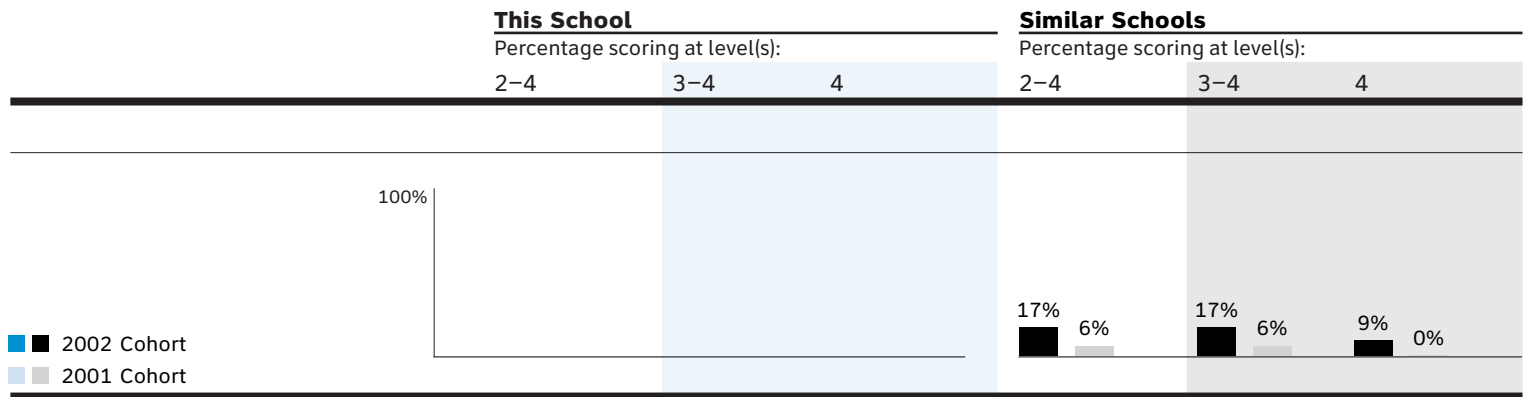 This School
Similar Schools
Percentage scoring at level(s):
Percentage scoring at level(s):
2–4 3–4 4
2–4 3–4 4
100%
17% 6% 17% 6% 9% 0%
2002 Cohort
2001 Cohort